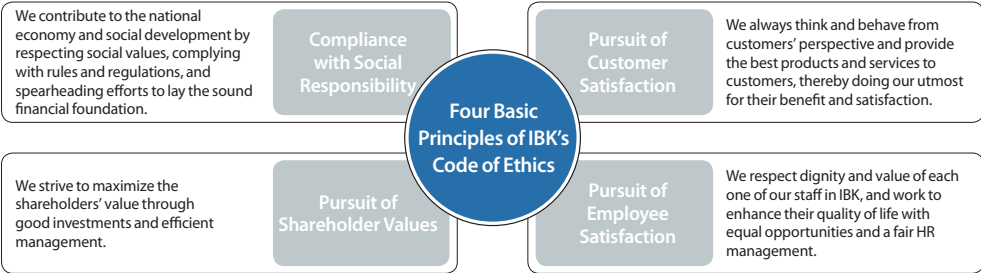 We contribute to the national
economy and social development by
respecting social values, complying
with rules and regulations, and
spearheading efforts to lay the sound
financial foundation.
Compliance
with Social
Responsibility
Pursuit of
Customer
Satisfaction
We always think and behave from
customers’ perspective and provide
the best products and services to
customers, thereby doing our utmost
for their benefit and satisfaction.
Four Basic
Principles of IBK’s
Code of Ethics
We strive to maximize the
shareholders’ value through
good investments and efficient
management.
Pursuit of
Shareholder Values
Pursuit of
Employee
Satisfaction
We respect dignity and value of each
one of our staff in IBK, and work to
enhance their quality of life with
equal opportunities and a fair HR
management.